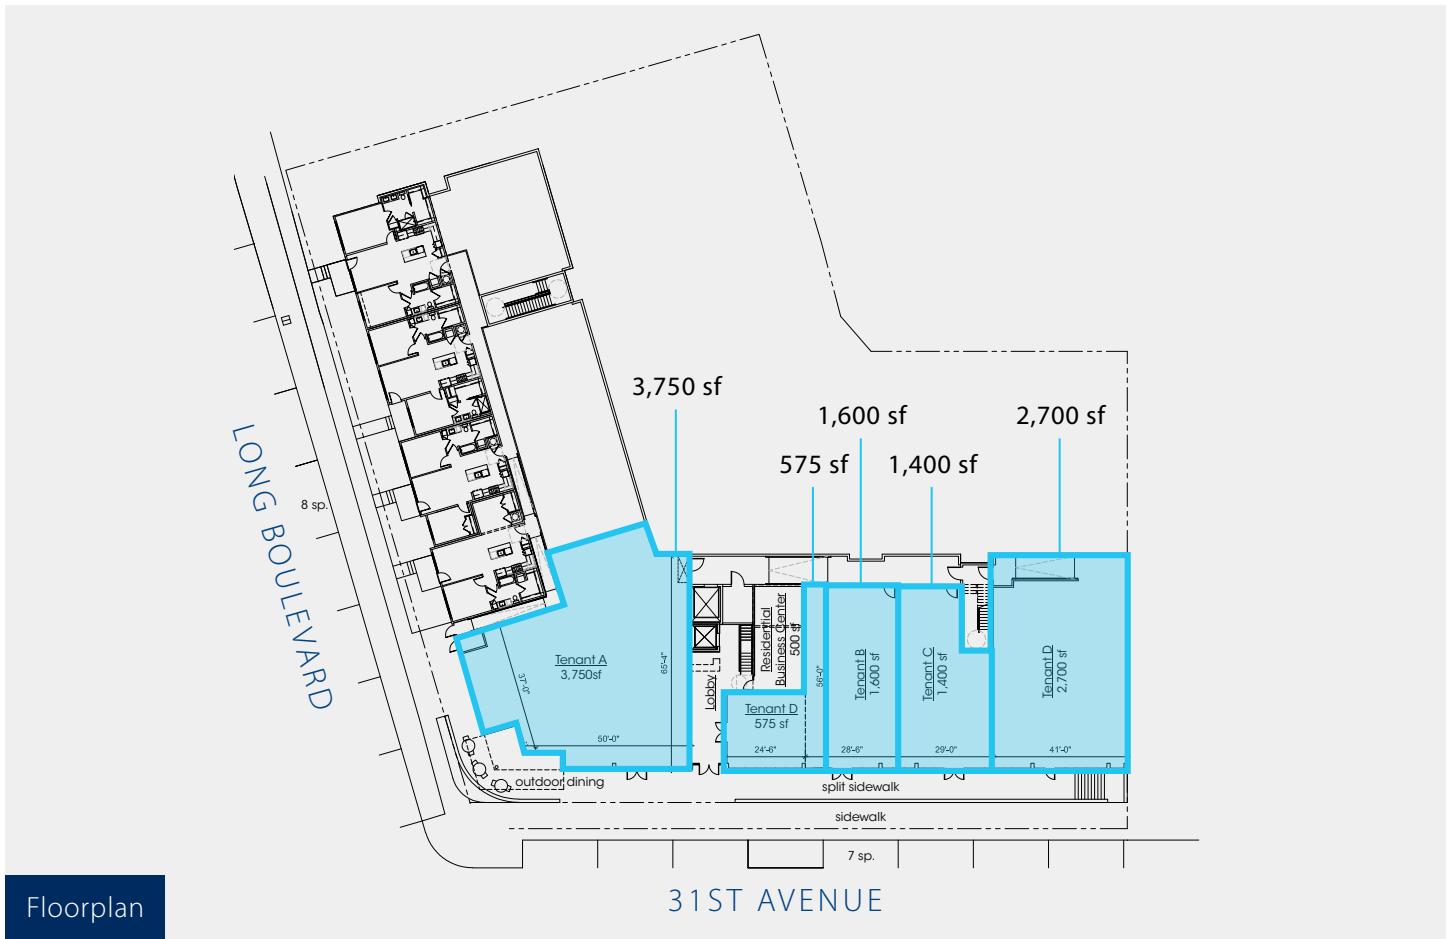 3,750 sf
1,600 sf
2,700 sf
575 sf
1,400 sf
LONG BOULEVARD
8 sp.
Tenant A
3,750sf
37'-0"
65'-4"
50'-0"
Lobby
Residential
Business Center
500 sf
Tenant D
575 sf
24'-6"
56'-0"
Tenant B
1,600 sf
28'-6"
Tenant C
1,400 sf
29'-0"
Tenant D
2,700 sf
41'-0"
outdoor dining
split sidewalk
sidewalk
7 sp.
31ST AVENUE
Floorplan